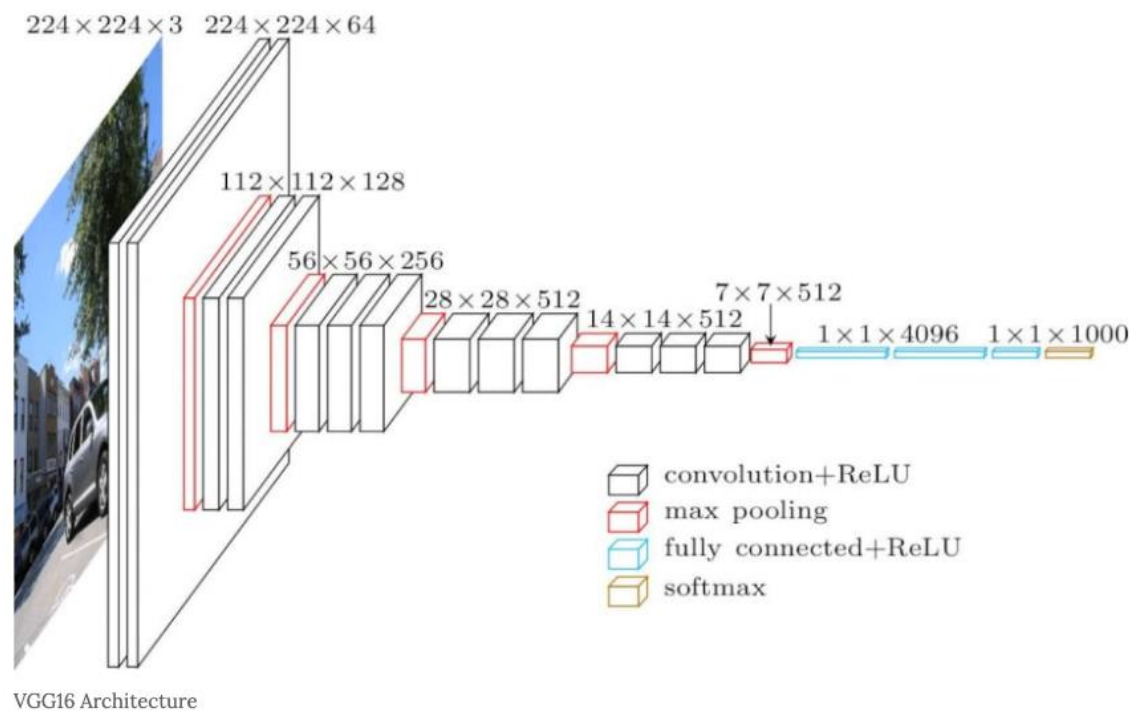 224×224×3
224×224×64
112×112×128
56×56×256
28×28×512
14×14×512
7×7×512
1×1×4096
1×1×1000
convolution+ReLU
max pooling
fully connected+ReLU
softmax
VGG16 Architecture